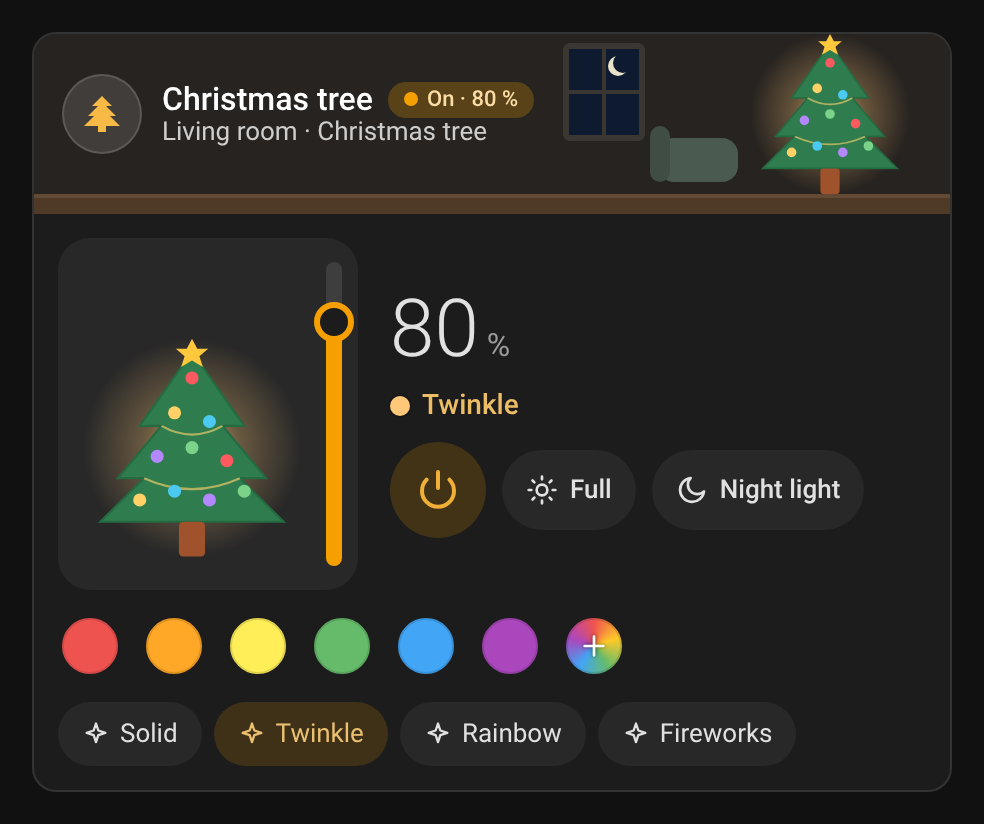 Christmas tree
On · 80 %
Living room · Christmas tree
80 %
Twinkle
Full
Night light
Solid
Twinkle
Rainbow
Fireworks